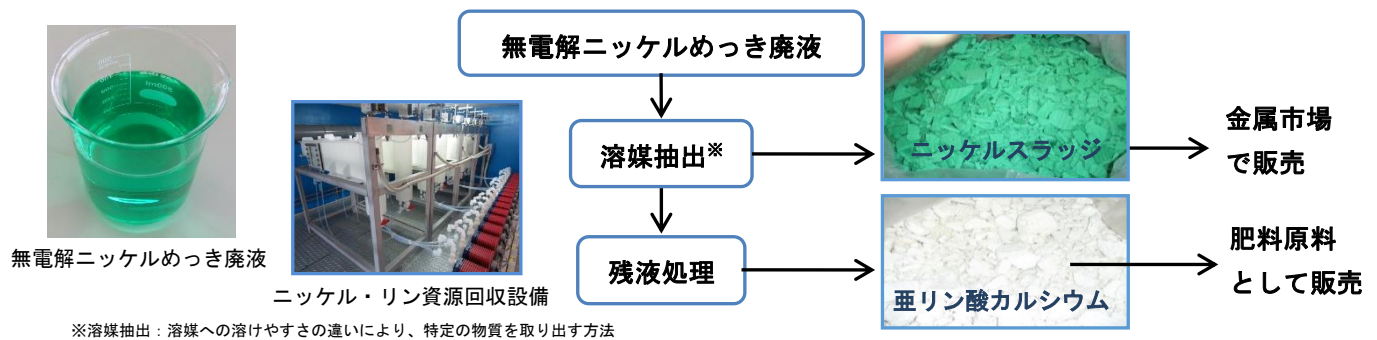 無電解ニッケルめっき廃液
溶媒抽出※
残液処理
ニッケルスラッジ
亜リン酸カルシウム
金属市場
で販売
肥料原料
として販売
無電解ニッケルめっき廃液
ニッケル・リン資源回収設備
※溶媒抽出:溶媒への溶けやすさの違いにより、特定の物質を取り出す方法